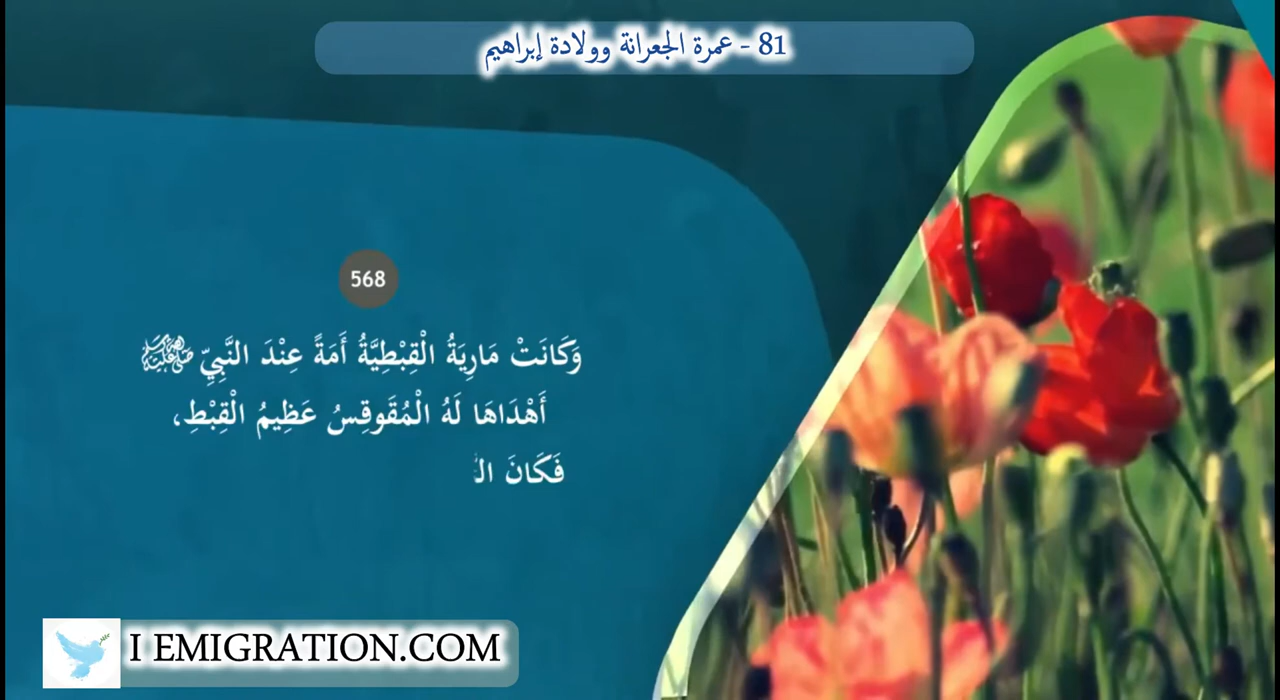 81 - عمرة الجعرانة وولادة إبراهيم
568
وَكَانَتْ مَارِيَةُ الْقِبْطِيَّةُ أَمَةً عِنْدَ النَّبِيِّ ﷺ
أَهْدَاهَا لَهُ الْمُقَوقِسُ عَظِيمُ الْقِبْطِ،
فَكَانَ
I EMIGRATION.COM